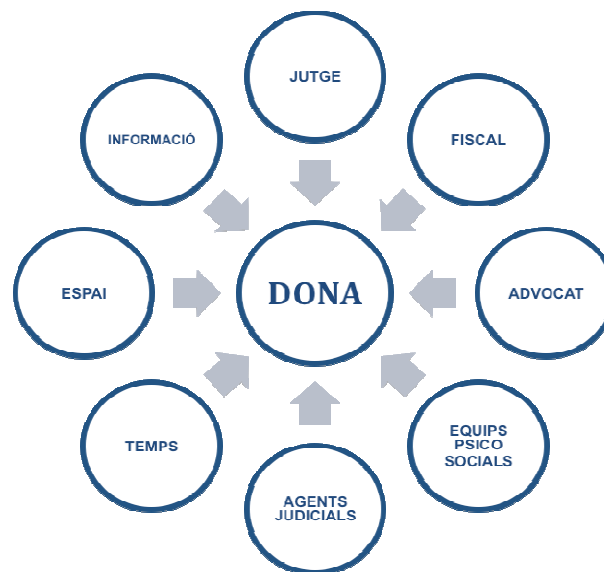 JUTGE
INFORMACIÓ
FISCAL
ESPAI
DONA
ADVOCAT
TEMPS
EQUIPS
PSICO
SOCIALS
AGENTS
JUDICIALS